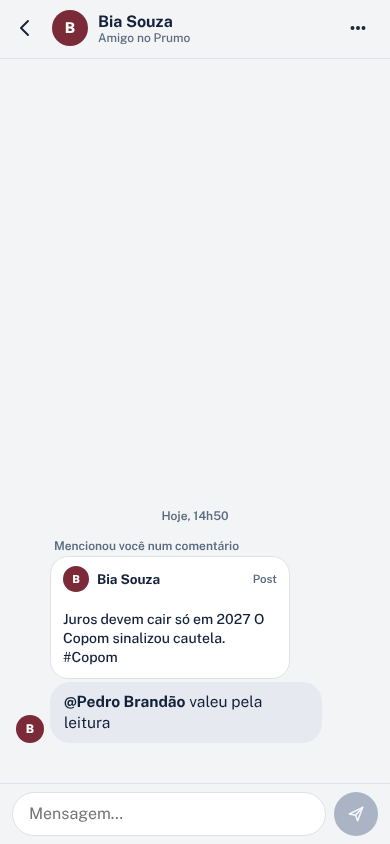 B
Bia Souza
Amigo no Prumo
Hoje, 14h50
Mencionou você num comentário
B
Bia Souza
Post
Juros devem cair só em 2027 O
Copom sinalizou cautela.
#Copom
@Pedro Brandão valeu pela
leitura
B
Mensagem...